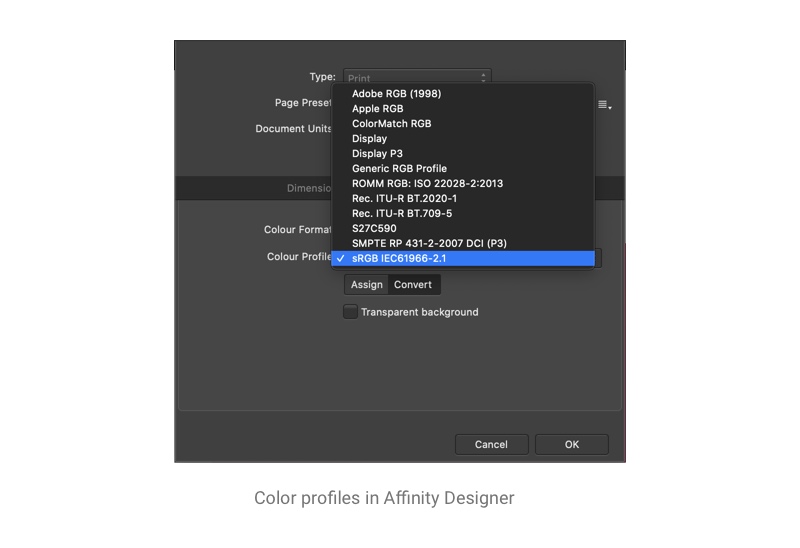 Type: Print
Page Preset
Document Units
Adobe RGB (1998)
Apple RGB
ColorMatch RGB
Display
Display P3
Generic RGB Profile
ROMM RGB: ISO 22028-2:2013
Rec. ITU-R BT.2020-1
Rec. ITU-R BT.709-5
S27C590
SMPTE RP 431-2-2007 DCI (P3)
sRGB IEC61966-2.1
Dimensio
Colour Format
Colour Profile
Assign Convert
Transparent background
Cancel OK
Color profiles in Affinity Designer